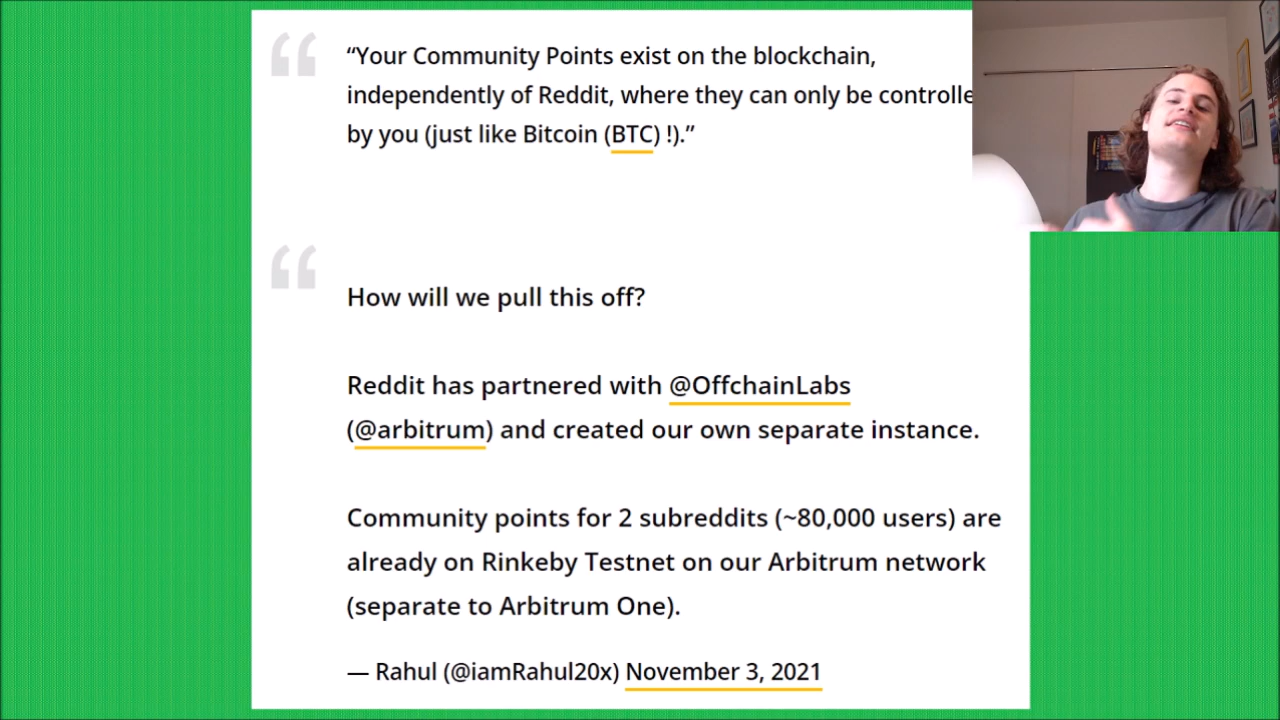 “Your Community Points exist on the blockchain,
independently of Reddit, where they can only be controlle
by you (just like Bitcoin (BTC) !).”
How will we pull this off?
Reddit has partnered with @OffchainLabs
(@arbitrum) and created our own separate instance.
Community points for 2 subreddits (~80,000 users) are
already on Rinkeby Testnet on our Arbitrum network
(separate to Arbitrum One).
— Rahul (@iamRahul20x) November 3, 2021